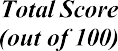 Total Score
(out of 100)